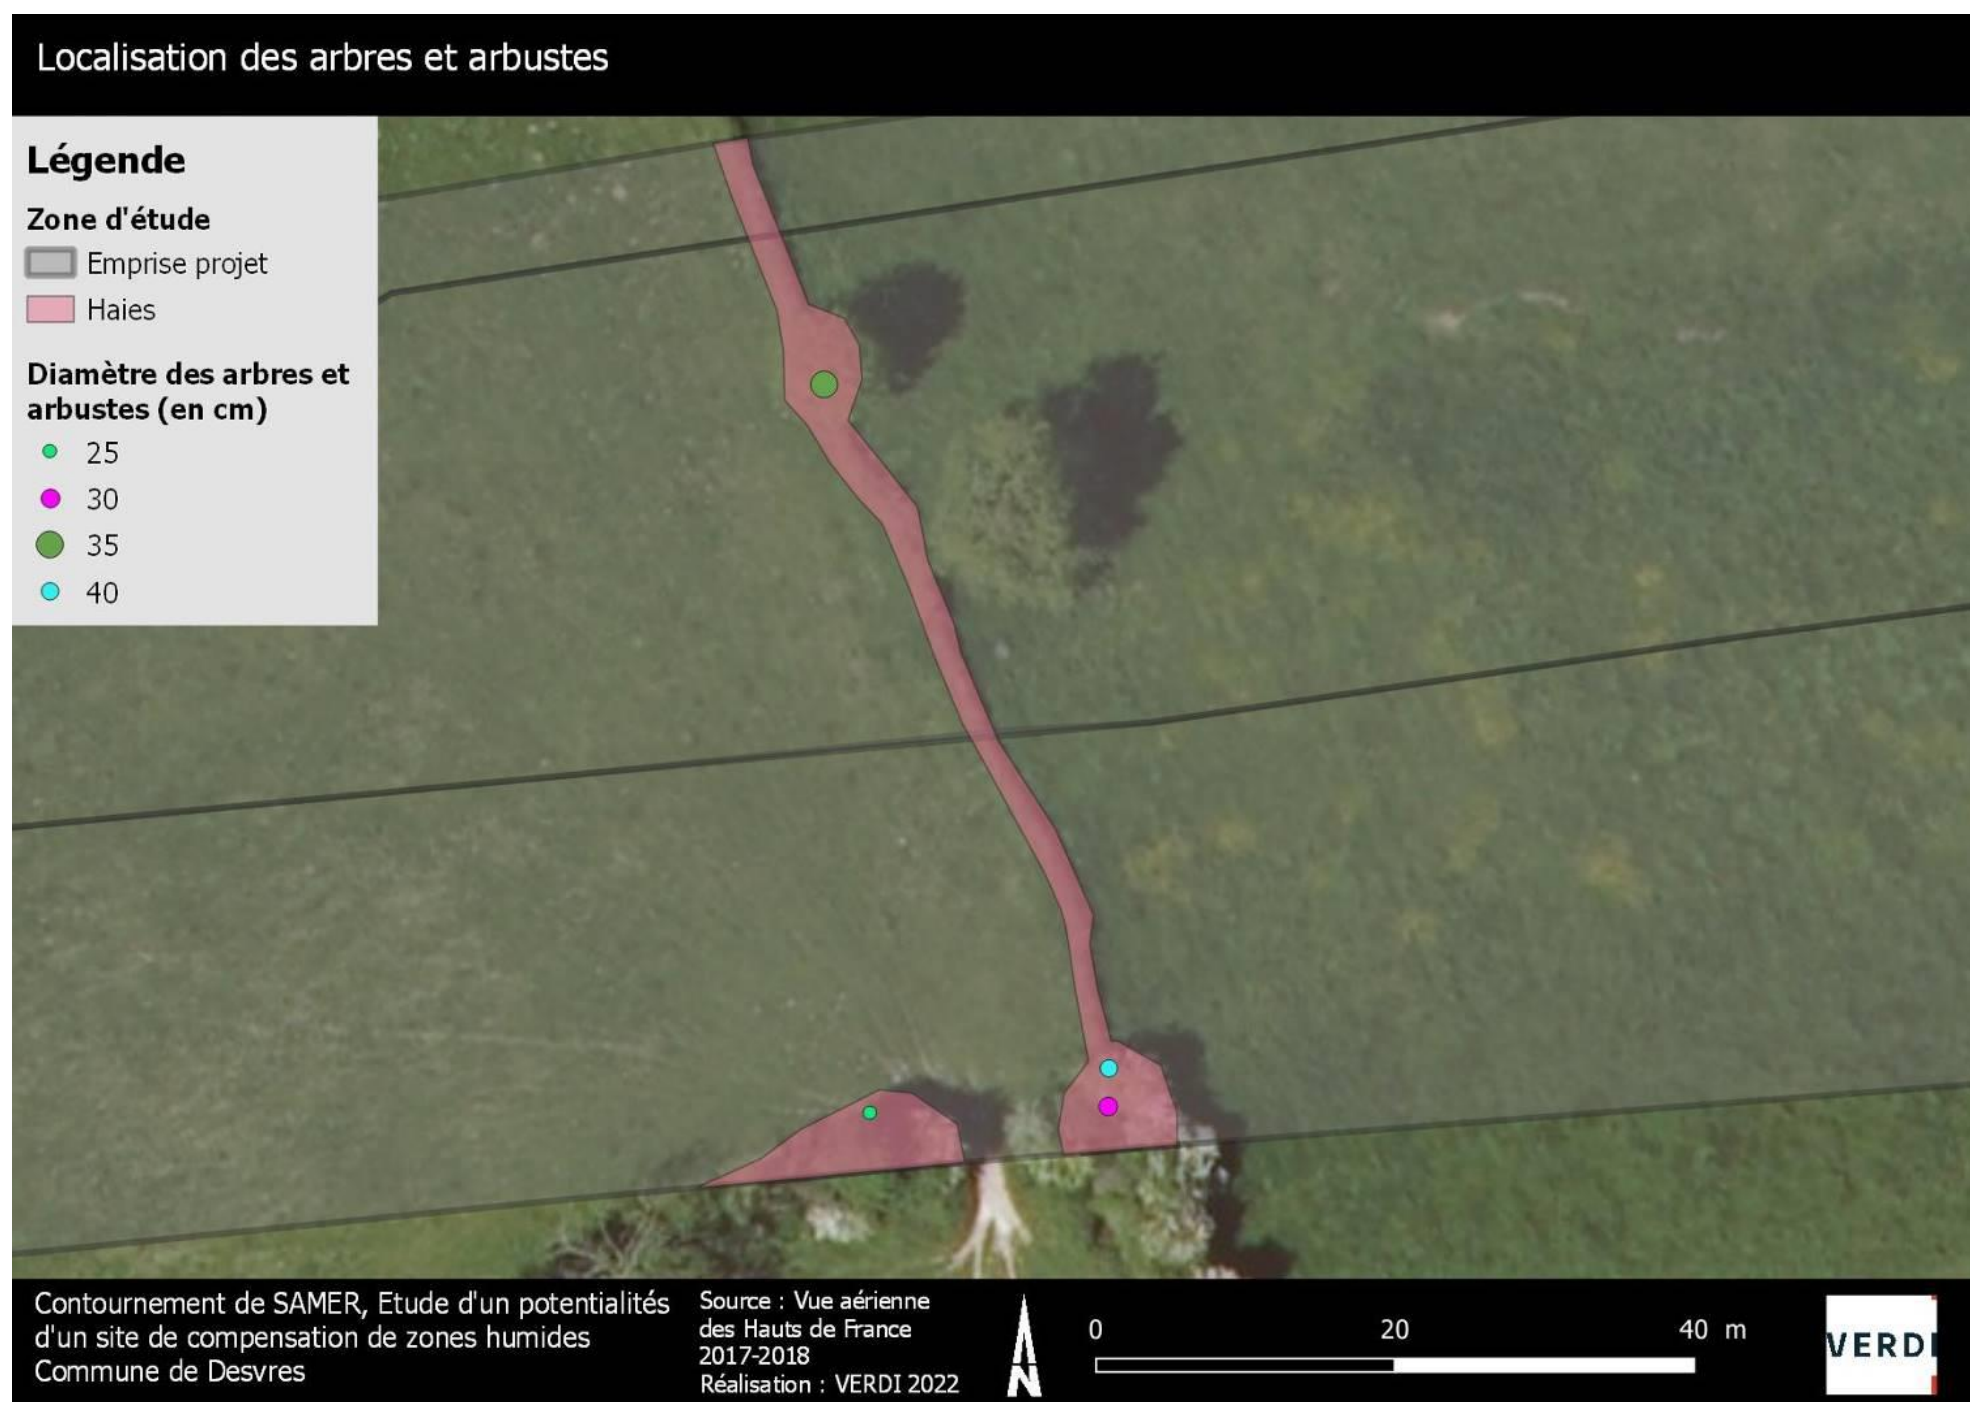 Localisation des arbres et arbustes
Légende
Zone d'étude
Emprise projet
Haies
Diamètre des arbres et
arbustes (en cm)
25
30
35
40
Contournement de SAMER, Etude d'un potentialités
d'un site de compensation de zones humides
Commune de Desvres
Source : Vue aérienne
des Hauts de France
2017-2018
Réalisation : VERDI 2022
N
0 20 40 m
VERDI